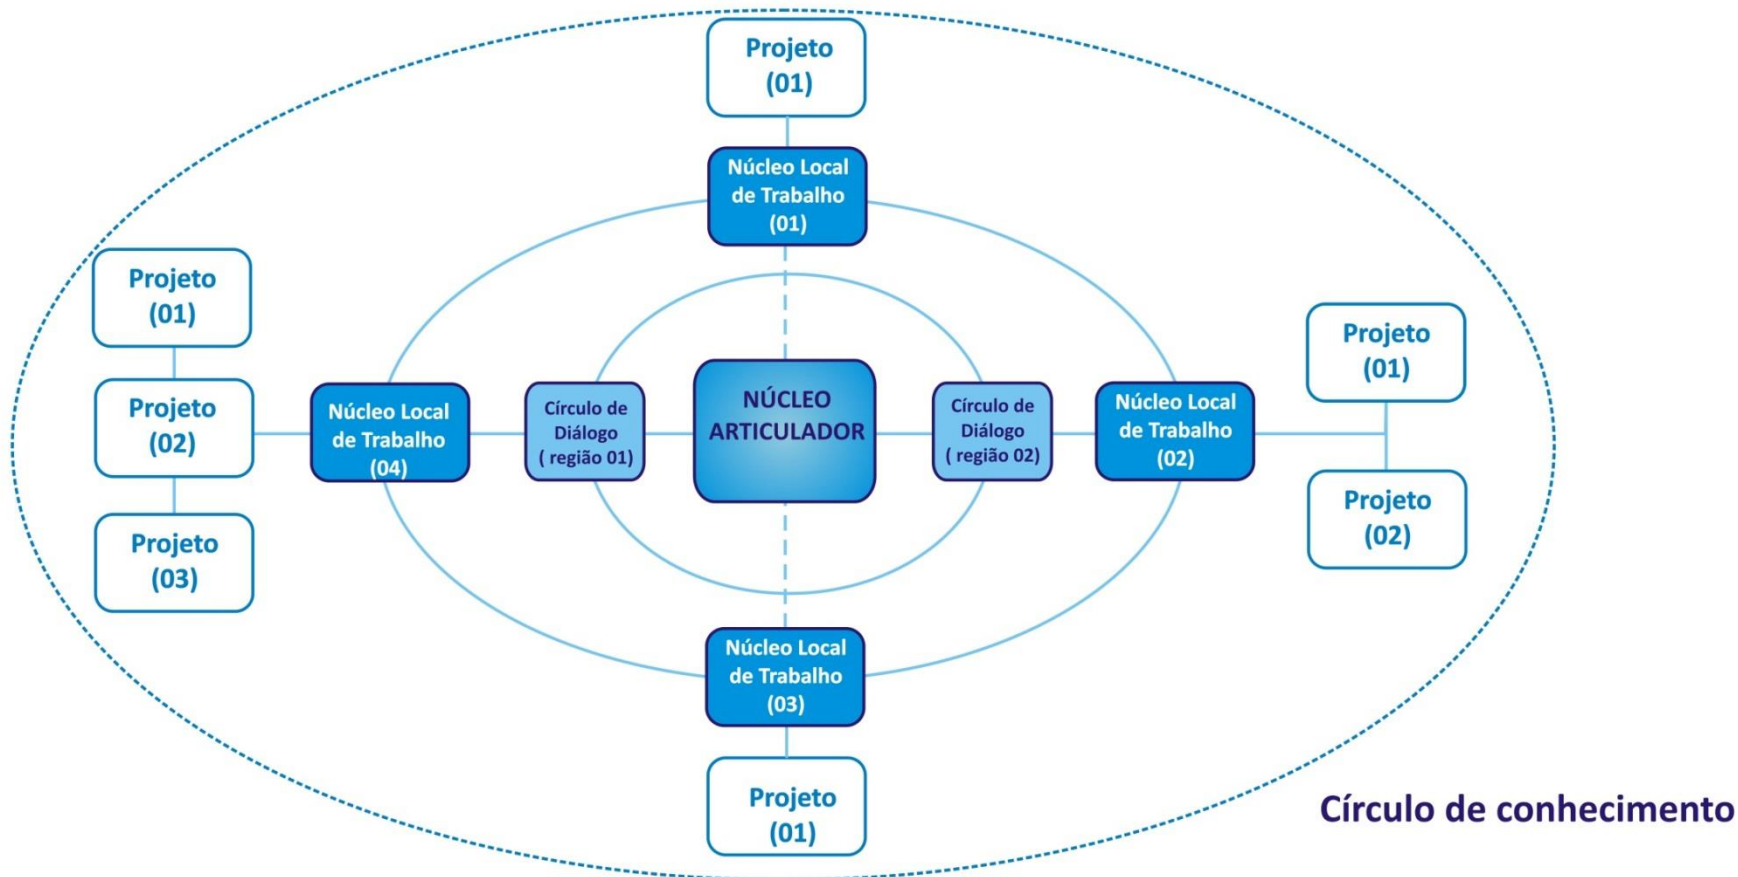 Projeto
(01)
Núcleo Local
de Trabalho
(01)
Projeto
(01)
Projeto
(02)
Projeto
(03)
Núcleo Local
de Trabalho
(04)
Círculo de
Diálogo
( região 01)
NÚCLEO
ARTICULADOR
Círculo de
Diálogo
( região 02)
Núcleo Local
de Trabalho
(02)
Projeto
(01)
Projeto
(02)
Núcleo Local
de Trabalho
(03)
Projeto
(01)
Círculo de conhecimento